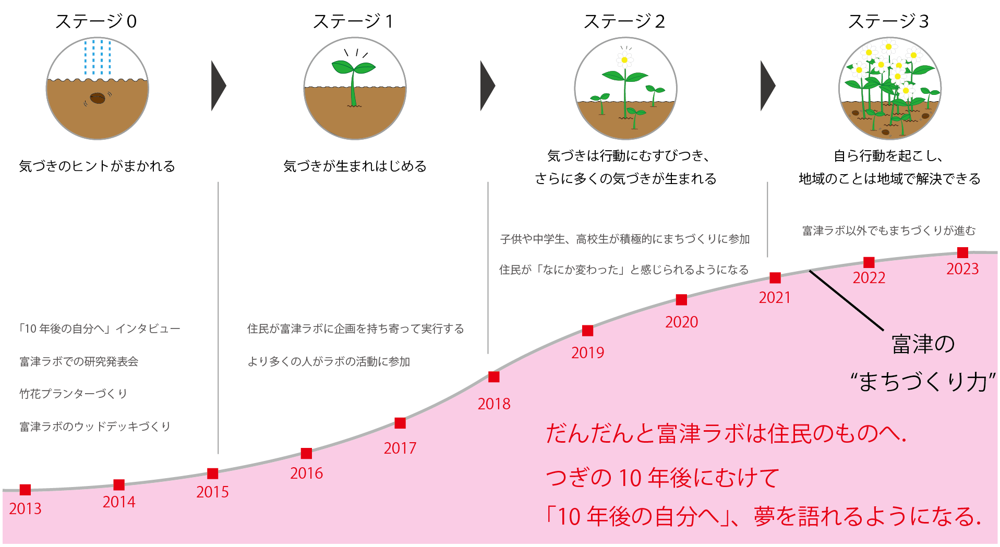 ステージ0
ステージ1
ステージ2
ステージ3
気づきのヒントがまかれる
気づきが生まれはじめる
気づきは行動にむすびつき、
さらに多くの気づきが生まれる
自ら行動を起こし、
地域のことは地域で解決できる
「10年後の自分へ」インタビュー
富津ラボでの研究発表会
竹花プランターづくり
富津ラボのウッドデッキづくり
住民が富津ラボに企画を持ち寄って実行する
より多くの人がラボの活動に参加
子供や中学生、高校生が積極的にまちづくりに参加
住民が「なにか変わった」と感じられるようになる
富津ラボ以外でもまちづくりが進む
2013
2014
2015
2016
2017
2018
2019
2020
2021
2022
2023
富津の
“まちづくり力”
だんだんと富津ラボは住民のものへ.
つぎの10年後にむけて
「10年後の自分へ」、夢を語れるようになる.